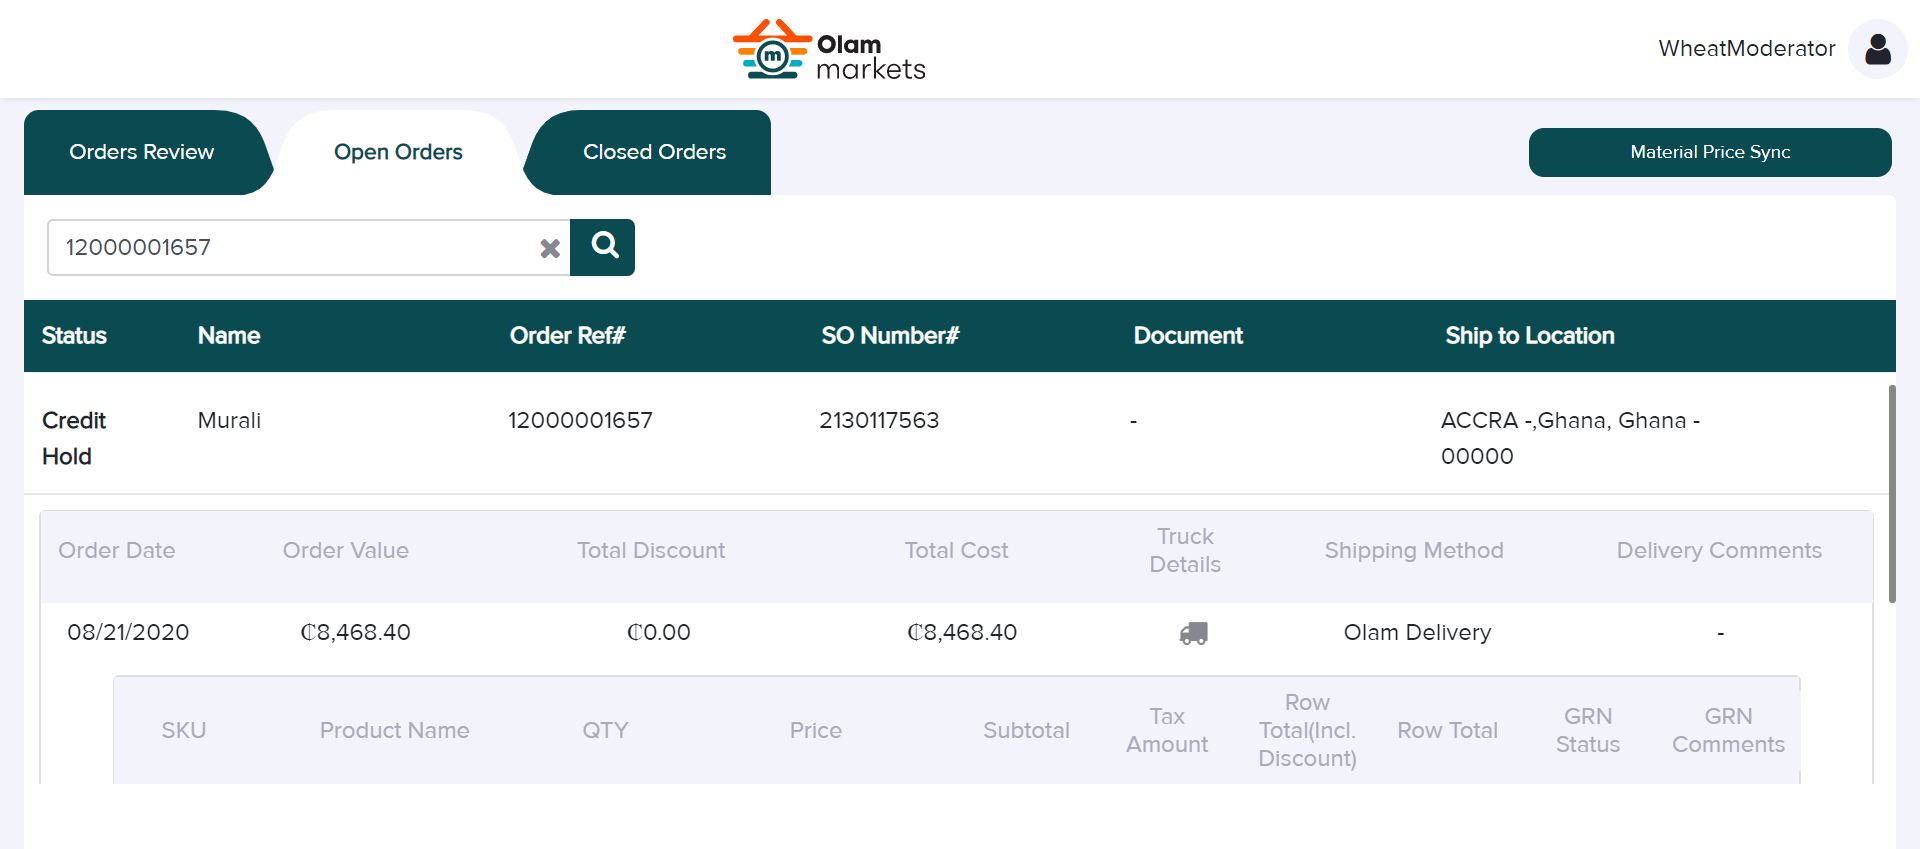 m
Olam
markets
WheatModerator
Orders Review
Open Orders
Closed Orders
Material Price Sync
12000001657
Status
Name
Order Ref#
SO Number#
Document
Ship to Location
Credit
Hold
Murali
12000001657
2130117563
-
ACCRA -,Ghana, Ghana -
00000
Order Date
Order Value
Total Discount
Total Cost
Truck
Details
Shipping Method
Delivery Comments
08/21/2020
₵8,468.40
₵0.00
₵8,468.40
Olam Delivery
-
SKU
Product Name
QTY
Price
Subtotal
Tax
Amount
Row
Total(Incl.
Discount)
Row Total
GRN
Status
GRN
Comments